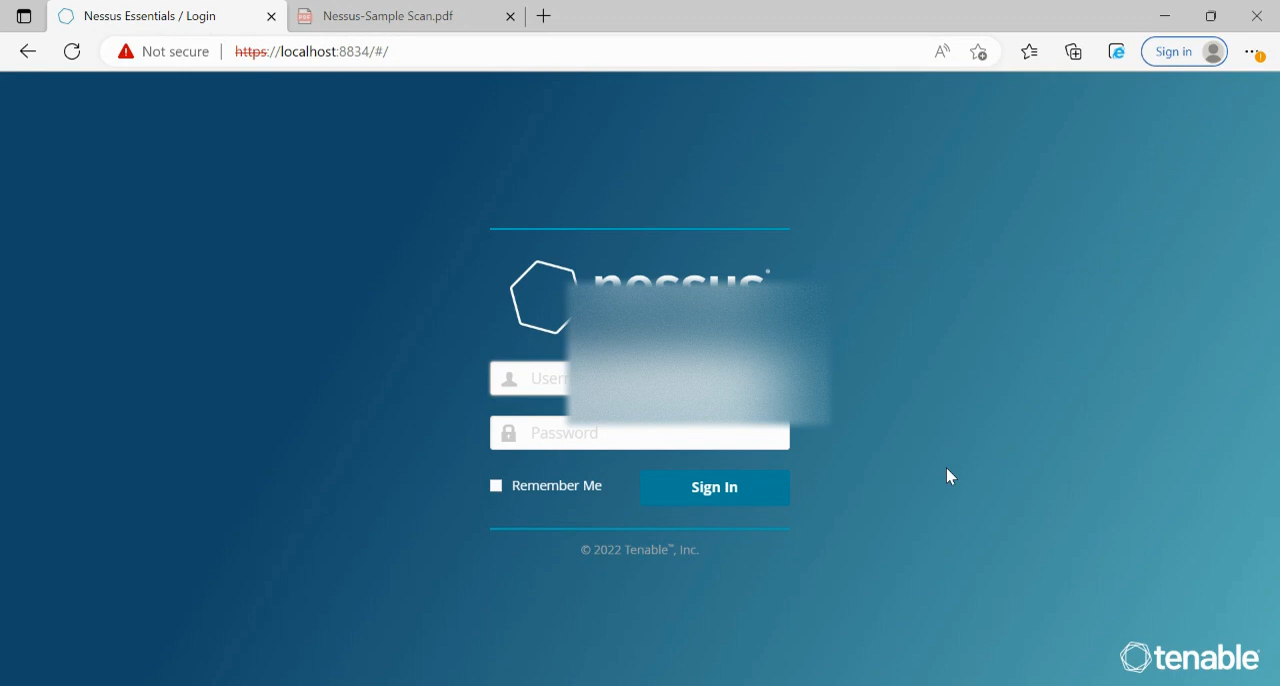 Nessus Essentials / Login
Nessus-Sample Scan.pdf
Not secure
https://localhost:8834/#/
Sign in
nessus
Password
Remember Me
Sign In
© 2022 Tenable™, Inc.
tenable